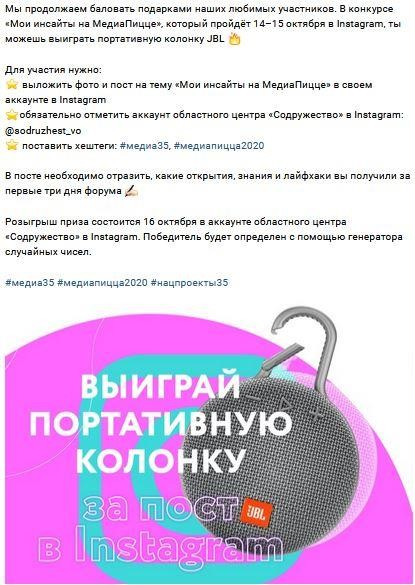 Мы продолжаем баловать подарками наших любимых участников. В конкурсе
«Мои инсайты на МедиаПицце», который пройдёт 14–15 октября в Instagram, ты
можешь выиграть портативную колонку JBL 🔥
Для участия нужно:
⭐ выложить фото и пост на тему «Мои инсайты на МедиаПицце» в своем
аккаунте в Instagram
⭐обязательно отметить аккаунт областного центра «Содружество» в Instagram:
@sodruzhest_vo
⭐ поставить хештеги: #медиа35, #медиапицца2020
В посте необходимо отразить, какие открытия, знания и лайфхаки вы получили за
первые три дня форума ✍🏻
Розыгрыш приза состоится 16 октября в аккаунте областного центра
«Содружество» в Instagram. Победитель будет определен с помощью генератора
случайных чисел.
#медиа35 #медиапицца2020 #нацпроекты35
ВЫИГРАЙ
ПОРТАТИВНУЮ
КОЛОНКУ
за пост
в Instagram
JBL